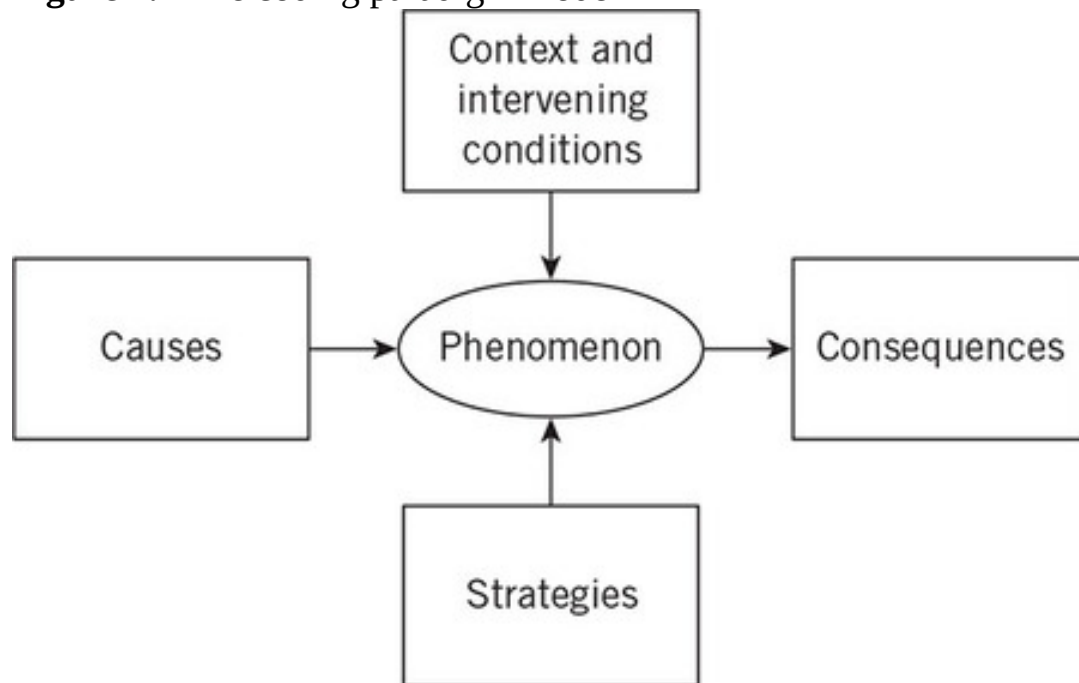 Context and
intervening
conditions
Causes
Phenomenon
Consequences
Strategies